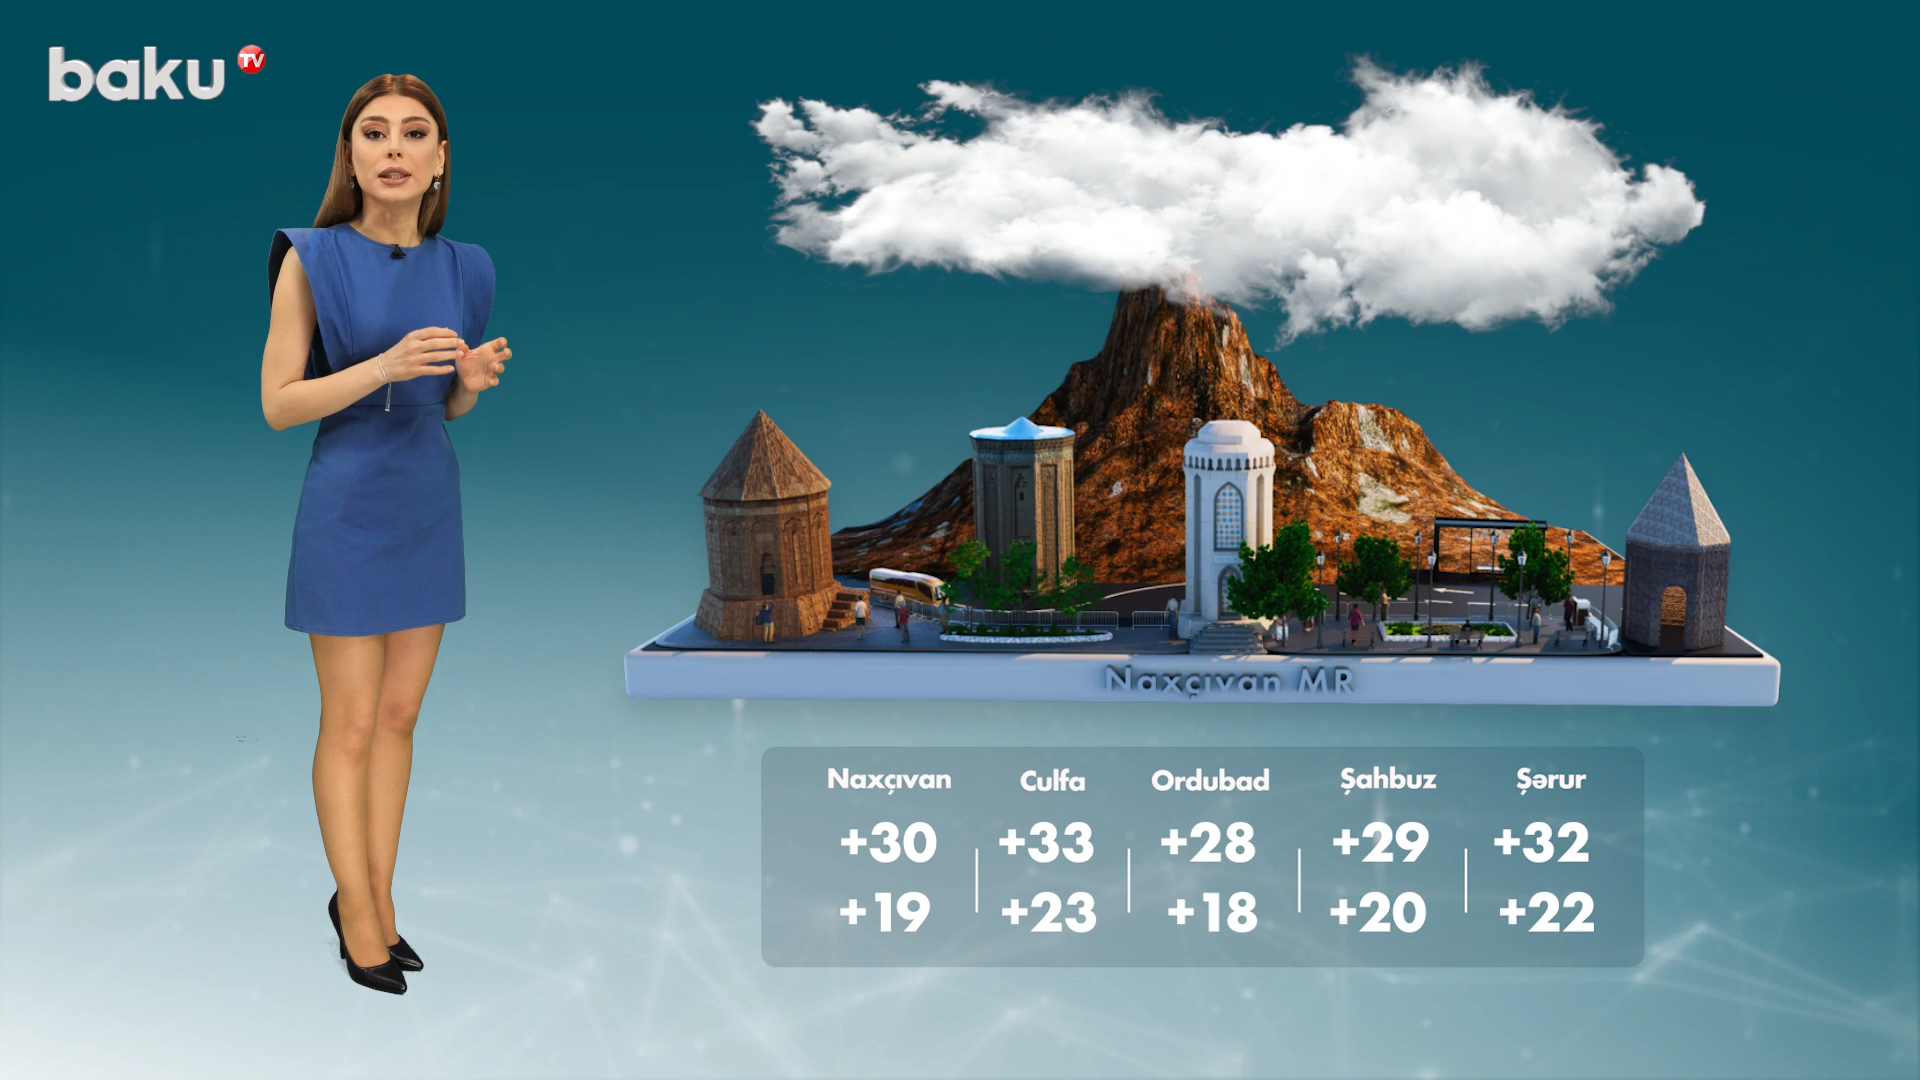 baku TV
Naxçıvan MR
Naxçıvan Culfa Ordubad Şahbuz Şərur
+30 +33 +28 +29 +32
+19 +23 +18 +20 +22